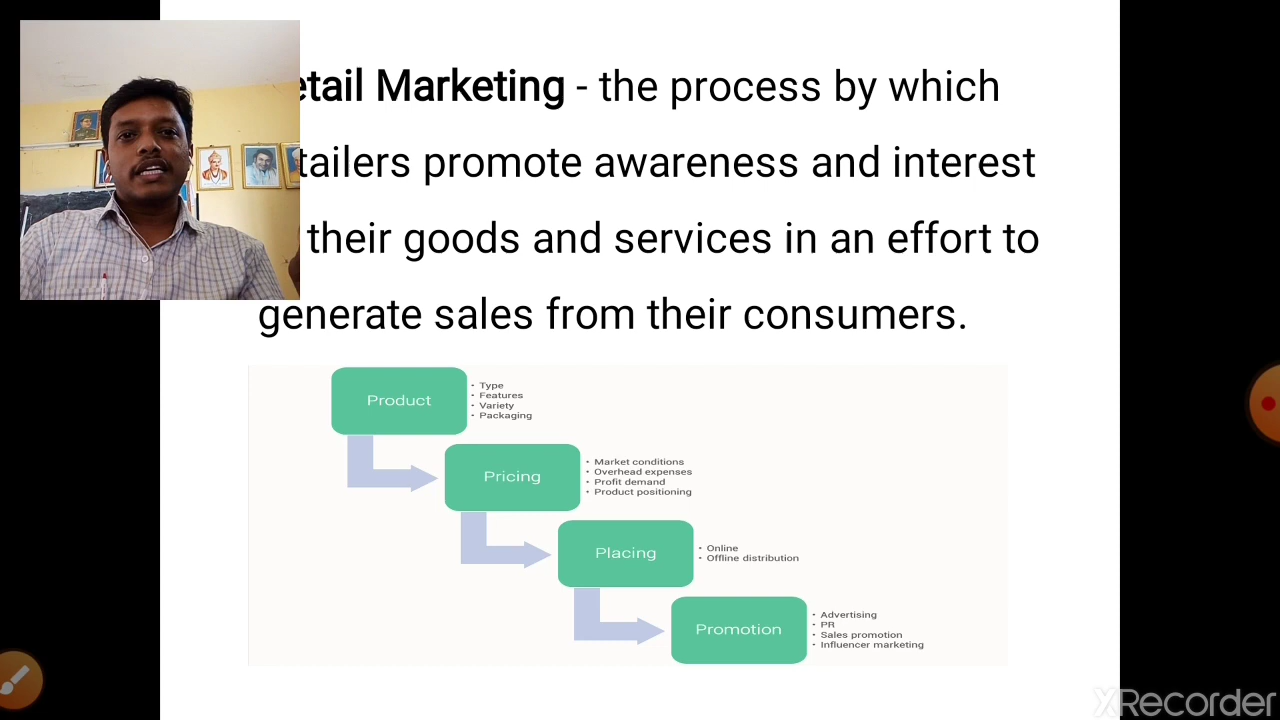 etail Marketing - the process by which
tailers promote awareness and interest
their goods and services in an effort to
generate sales from their consumers.
Product
• Type
• Features
• Variety
• Packaging
Pricing
• Market conditions
• Overhead expenses
• Profit demand
• Product positioning
Placing
• Online
• Offline distribution
Promotion
• Advertising
• PR
• Sales promotion
• Influencer marketing
XRecorder